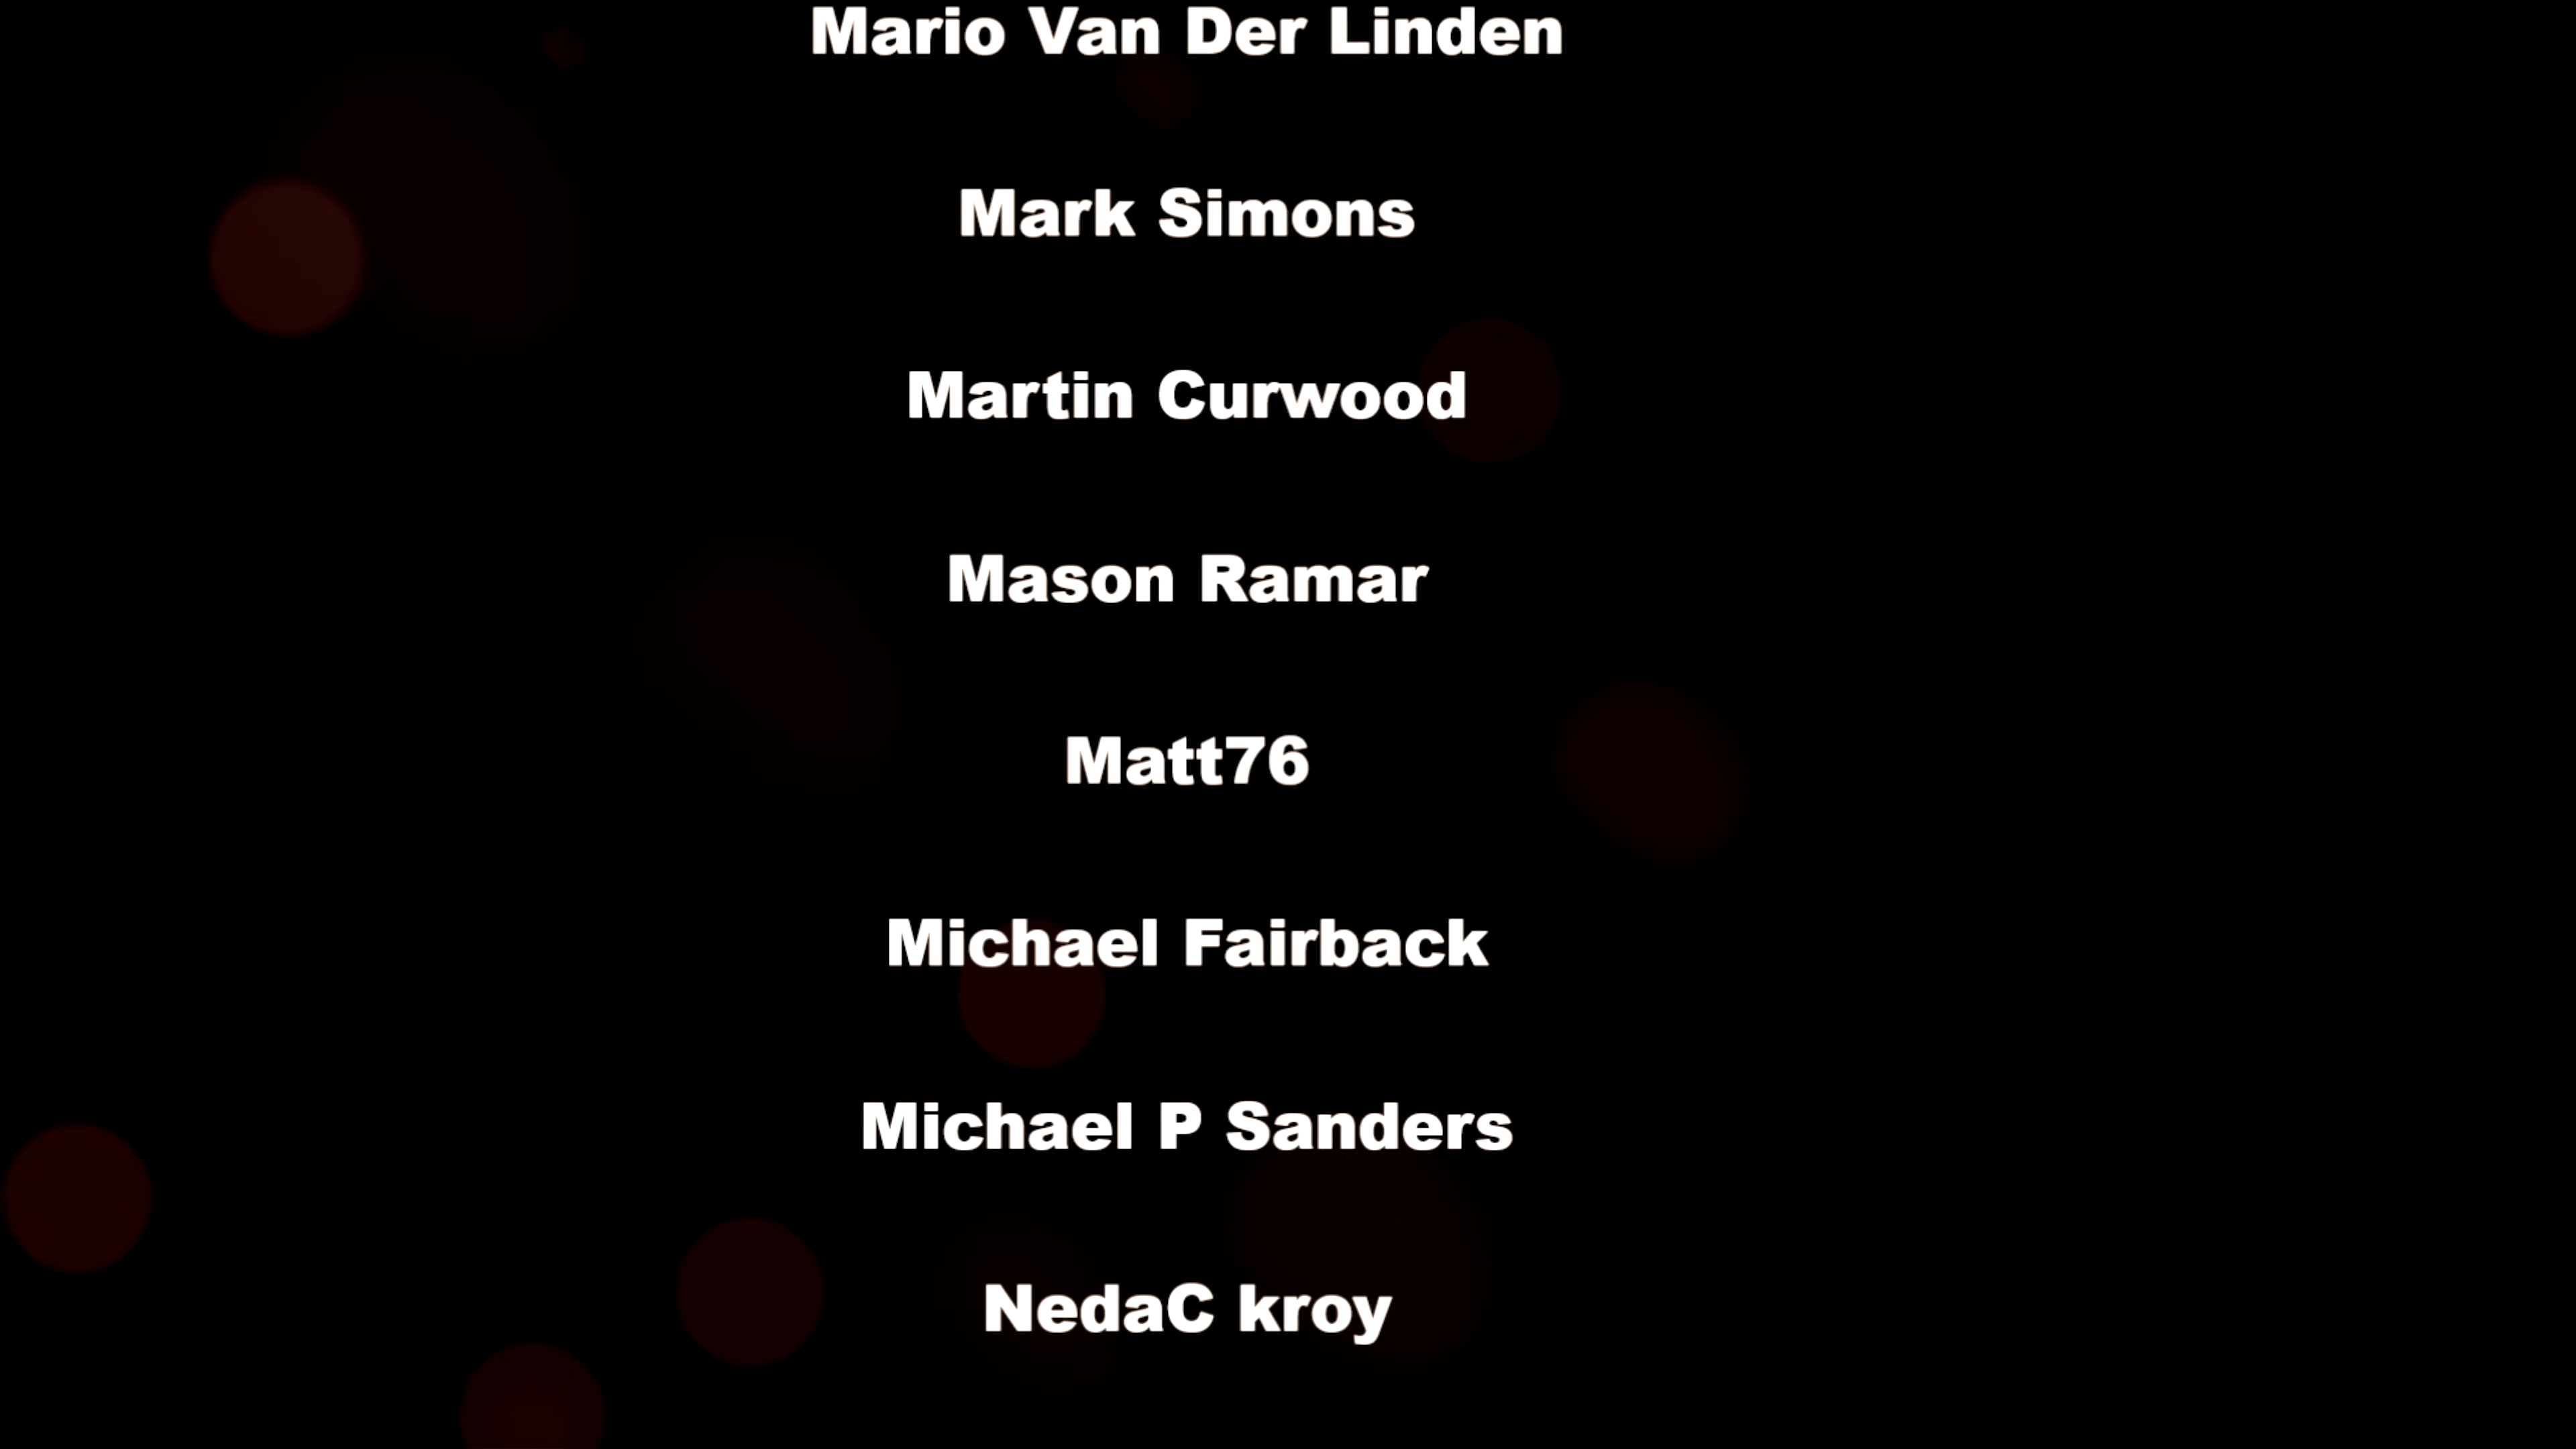 Mario Van Der Linden
Mark Simons
Martin Curwood
Mason Ramar
Matt76
Michael Fairback
Michael P Sanders
NedaC kroy